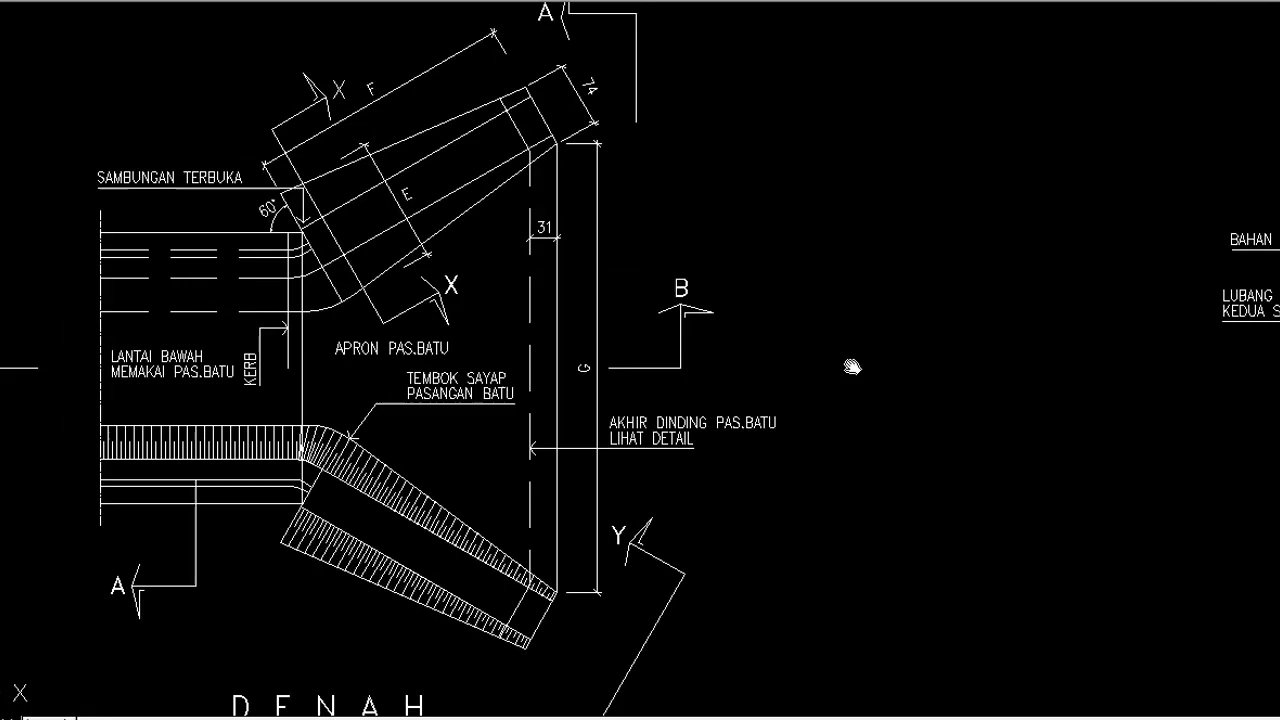 A
F
X
74
SAMBUNGAN TERBUKA
60°
E
31
BAHAN
X
B
LUBANG
KEDUA S
APRON PAS.BATU
LANTAI BAWAH
MEMAKAI PAS.BATU
KERB
G
TEMBOK SAYAP
PASANGAN BATU
AKHIR DINDING PAS.BATU
LIHAT DETAIL
Y
A
X
DENAH